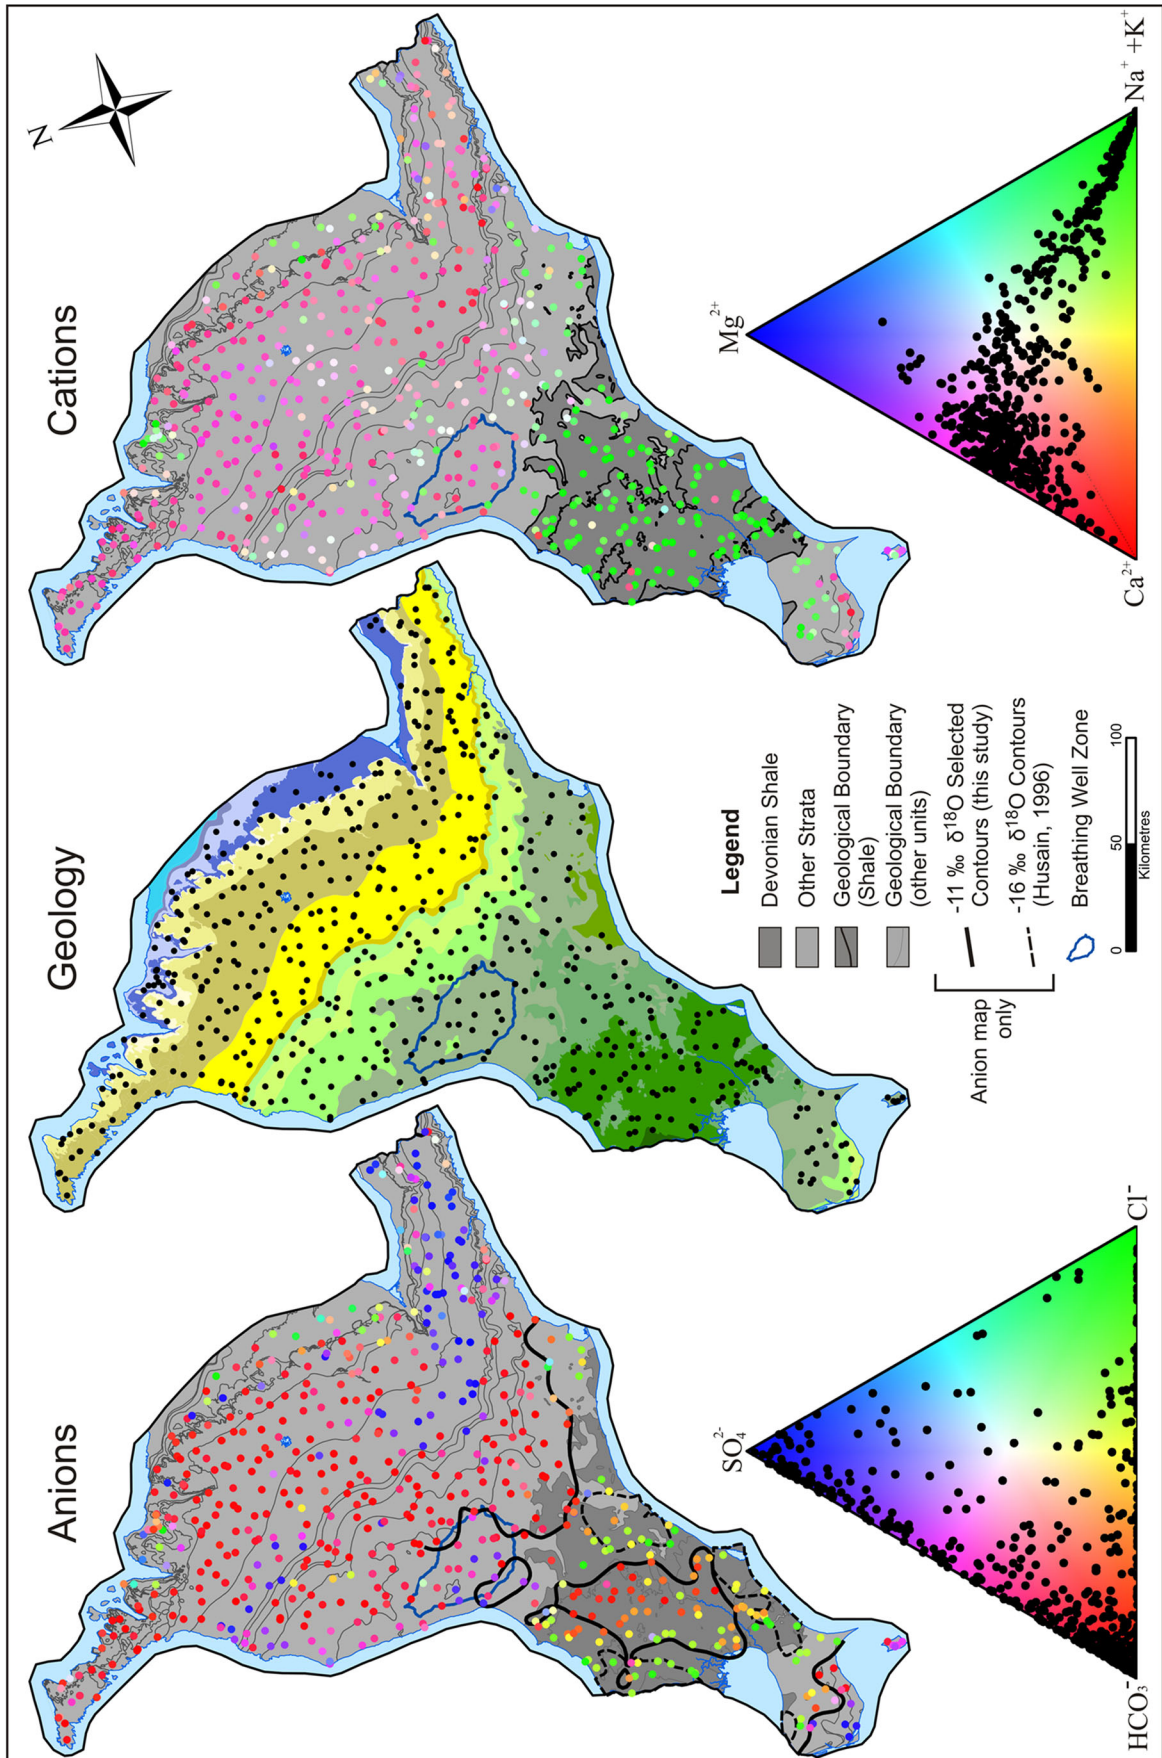 Anions
Geology
Cations
N
SO₄²⁻
HCO₃⁻
Cl⁻
Legend
Devonian Shale
Other Strata
Geological Boundary
(Shale)
Geological Boundary
(other units)
-11 ‰ δ¹⁸O Selected
Contours (this study)
-16 ‰ δ¹⁸O Contours
(Husain, 1996)
Anion map
only
Breathing Well Zone
0
50
100
Kilometres
Mg²⁺
Ca²⁺
Na⁺ +K⁺